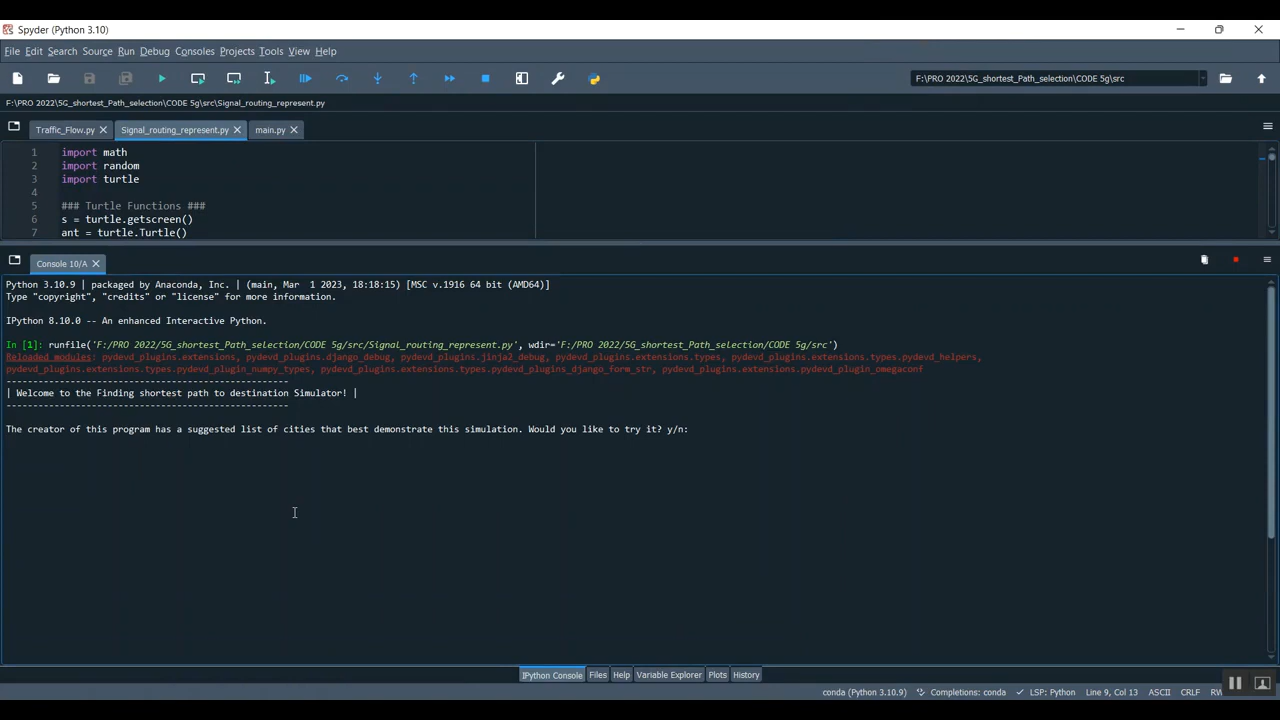 Spyder (Python 3.10)
File Edit Search Source Run Debug Consoles Projects Tools View Help
F:\PRO 2022\5G_shortest_Path_selection\CODE 5g\src
F:\PRO 2022\5G_shortest_Path_selection\CODE 5g\src\Signal_routing_represent.py
Traffic_Flow.py Signal_routing_represent.py main.py
1 import math
2 import random
3 import turtle
4
5 ### Turtle Functions ###
6 s = turtle.getscreen()
7 ant = turtle.Turtle()
Console 10/A
Python 3.10.9 | packaged by Anaconda, Inc. | (main, Mar  1 2023, 18:18:15) [MSC v.1916 64 bit (AMD64)]
Type "copyright", "credits" or "license" for more information.
IPython 8.10.0 -- An enhanced Interactive Python.
In [1]: runfile('F:/PRO 2022/5G_shortest_Path_selection/CODE 5g/src/Signal_routing_represent.py', wdir='F:/PRO 2022/5G_shortest_Path_selection/CODE 5g/src')
Reloaded modules: pydevd_plugins.extensions, pydevd_plugins.django_debug, pydevd_plugins.jinja2_debug, pydevd_plugins.extensions.types, pydevd_plugins.extensions.types.pydevd_helpers,
pydevd_plugins.extensions.types.pydevd_plugin_numpy_types, pydevd_plugins.extensions.types.pydevd_plugins_django_form_str, pydevd_plugins.extensions.pydevd_plugin_omegaconf
-----------------------------------------------------
| Welcome to the Finding shortest path to destination Simulator! |
-----------------------------------------------------
The creator of this program has a suggested list of cities that best demonstrate this simulation. Would you like to try it? y/n:
IPython Console Files Help Variable Explorer Plots History
conda (Python 3.10.9) Completions: conda LSP: Python Line 9, Col 13 ASCII CRLF RW